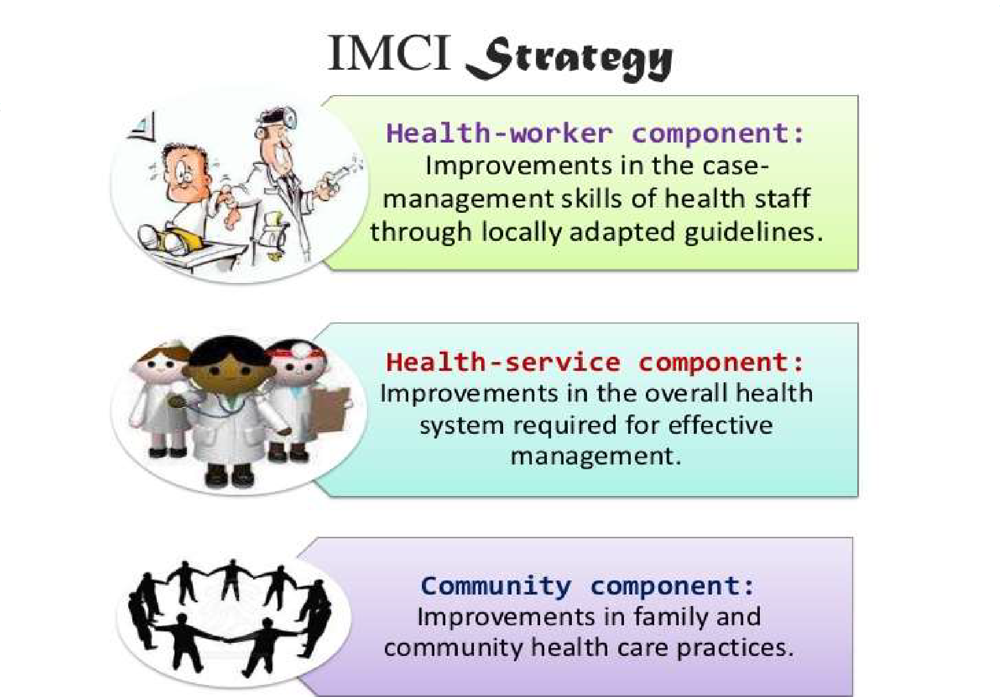 IMCI Strategy
Health-worker component:
Improvements in the case-
management skills of health staff
through locally adapted guidelines.
Health-service component:
Improvements in the overall health
system required for effective
management.
Community component:
Improvements in family and
community health care practices.